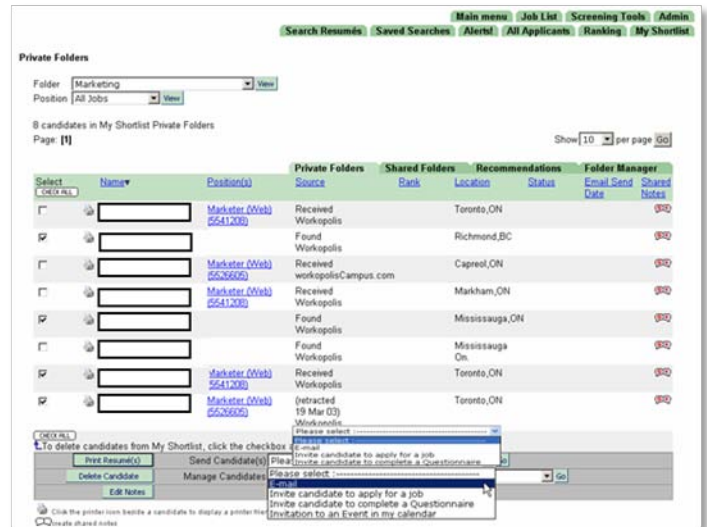 Main menu Job List Screening Tools Admin
Search Resumés Saved Searches Alerts! All Applicants Ranking My Shortlist
Private Folders
Folder Marketing View
Position All Jobs View
8 candidates in My Shortlist Private Folders
Page: [1] Show 10 per page Go
Private Folders Shared Folders Recommendations Folder Manager
Select Name Position(s) Source Rank Location Status Email Send Shared
CHECK ALL Date Notes
Marketer (Web) Received Toronto,ON
(5541208) Workopolis
Found Richmond,BC
Workopolis
Marketer (Web) Received Capreol,ON
(5526605) workopolisCampus.com
Marketer (Web) Received Markham,ON
(5541208) Workopolis
Found Mississauga,ON
Workopolis
Found Mississauga
Workopolis On.
Marketer (Web) Received Toronto,ON
5541208) Workopolis
Marketer (Web) (retracted Toronto,ON
(5526605) 19 Mar 03)
Workopolis
CHECK ALL Please select :
Please select :
To delete candidates from My Shortlist, click the checkbox E-mail
Invite candidate to apply for a job
Print Resumé(s) Send Candidate(s) Plea Invite candidate to complete a Questionnaire
Delete Candidate Manage Candidates Please select : Go
E-mail
Edit Notes Invite candidate to apply for a job
Invite candidate to complete a Questionnaire
Click the printer icon beside a candidate to display a printer frie Invitation to an Event in my calendar
Create shared notes